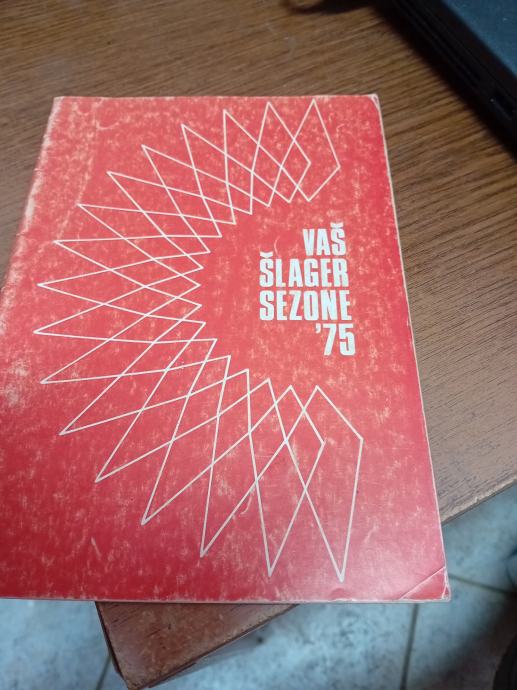 VAŠ
ŠLAGER
SEZONE
'75